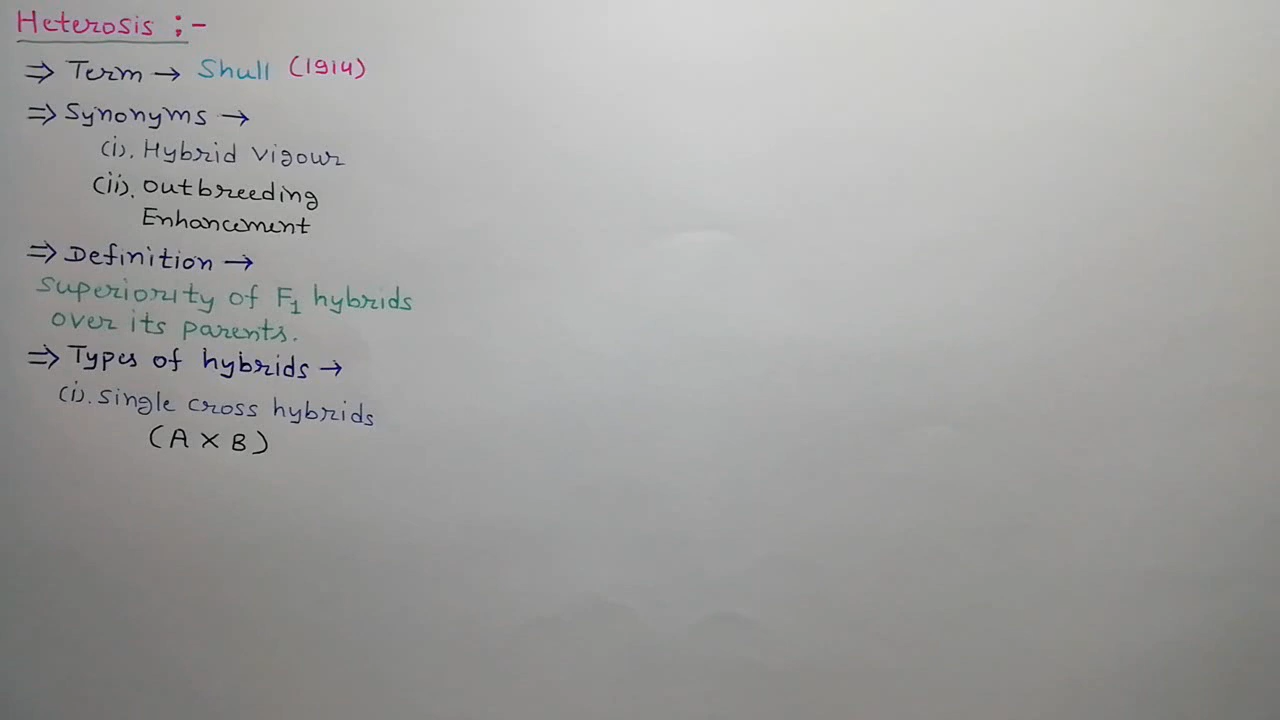 Heterosis :-
⇒ Term → Shull (1914)
⇒ Synonyms →
(i). Hybrid vigour
(ii). outbreeding
Enhancement
⇒ Definition →
superiority of F₁ hybrids
over its parents.
⇒ Types of hybrids →
(i). single cross hybrids
(A × B)